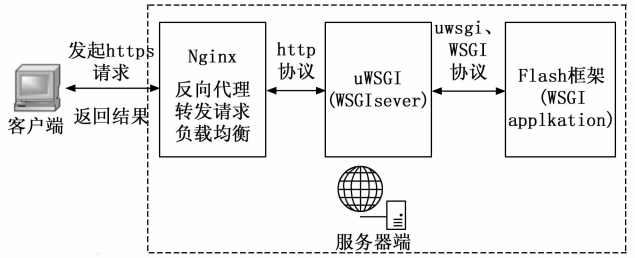 发起https
请求
返回结果
客户端
Nginx
反向代理
转发请求
负载均衡
http
协议
uWSGI
(WSGIsever)
uwsgi、
WSGI
协议
Flash框架
(WSGI
applkation)
服务器端